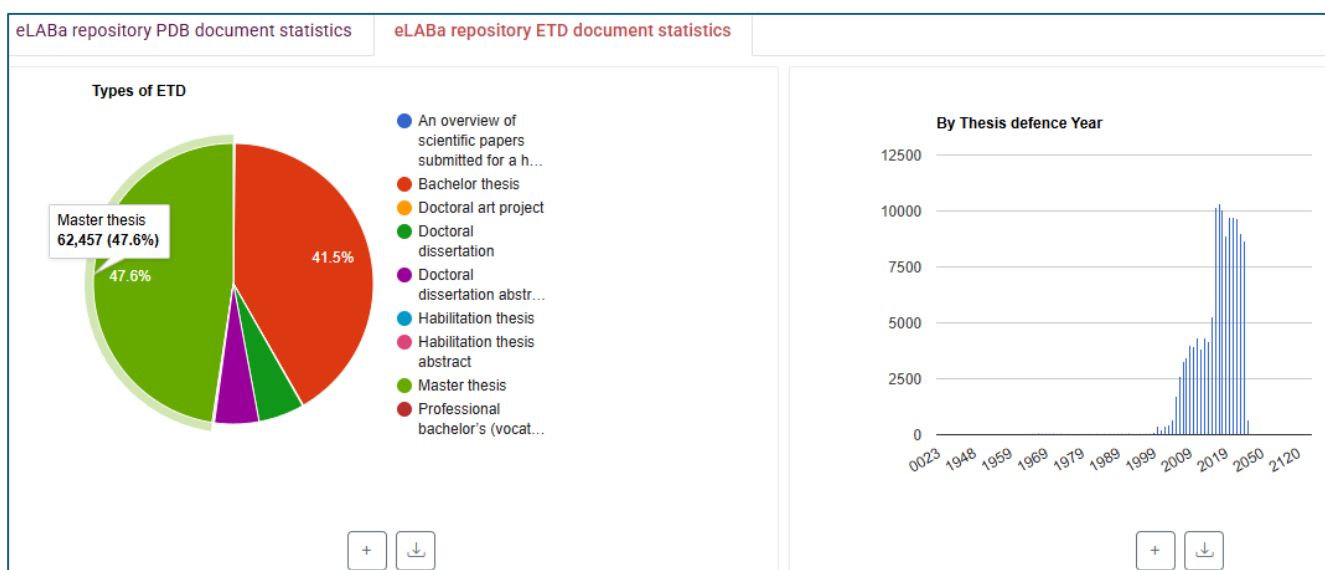 eLABa repository PDB document statistics
eLABa repository ETD document statistics
Types of ETD
An overview of
scientific papers
submitted for a h...
Bachelor thesis
Doctoral art project
Doctoral
dissertation
Doctoral
dissertation abstr...
Habilitation thesis
Habilitation thesis
abstract
Master thesis
Professional
bachelor's (vocat...
Master thesis
62,457 (47.6%)
47.6%
41.5%
+
By Thesis defence Year
12500
10000
7500
5000
2500
0
0023
1948
1959
1969
1979
1989
1999
2009
2019
2050
2120
+